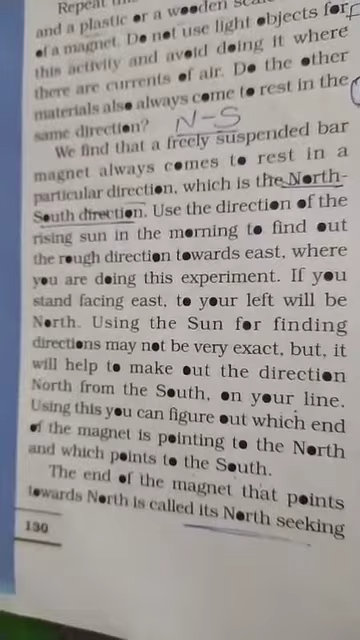 Repeat
and a plastic or a wooden scale
of a magnet. Do not use light objects for
this activity and avoid doing it where
there are currents of air. Do the other
materials also always come to rest in the
same direction? N-S
We find that a freely suspended bar
magnet always comes to rest in a
particular direction, which is the North-
South direction. Use the direction of the
rising sun in the morning to find out
the rough direction towards east, where
you are doing this experiment. If you
stand facing east, to your left will be
North. Using the Sun for finding
directions may not be very exact, but, it
will help to make out the direction
North from the South, on your line.
Using this you can figure out which end
of the magnet is pointing to the North
and which points to the South.
The end of the magnet that points
towards North is called its North seeking
130